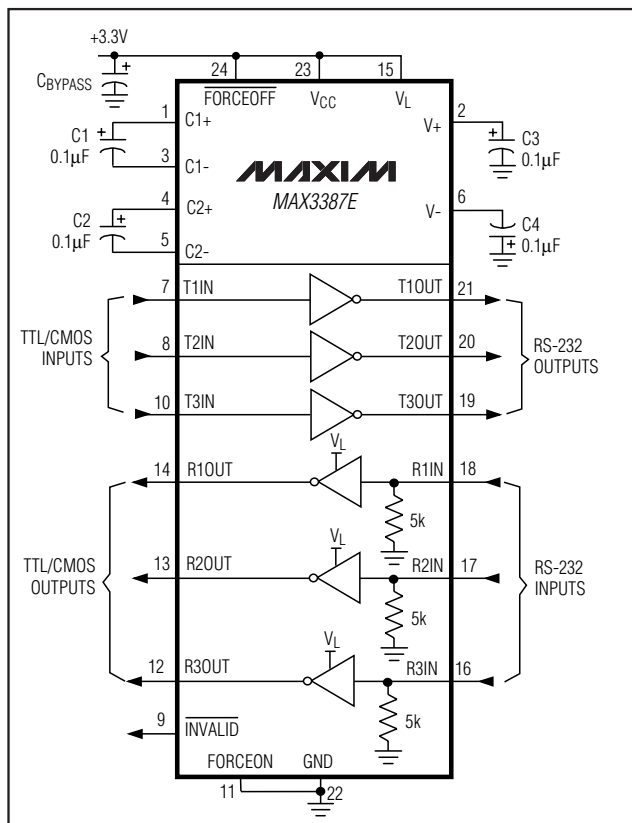 +3.3V
CBYPASS
+
24
23
15
FORCEOFF
VCC
VL
1
C1+
C1
0.1μF
+
3
C1-
4
C2+
C2
0.1μF
+
5
C2-
MAXIM
MAX3387E
V+
2
+
C3
0.1μF
V-
6
C4
+
0.1μF
7
T1IN
T1OUT
21
TTL/CMOS
INPUTS
8
T2IN
T2OUT
20
RS-232
OUTPUTS
10
T3IN
T3OUT
19
14
R1OUT
VL
R1IN
18
5k
TTL/CMOS
OUTPUTS
13
R2OUT
VL
R2IN
17
5k
RS-232
INPUTS
12
R3OUT
VL
R3IN
16
5k
9
INVALID
FORCEON
GND
11
22